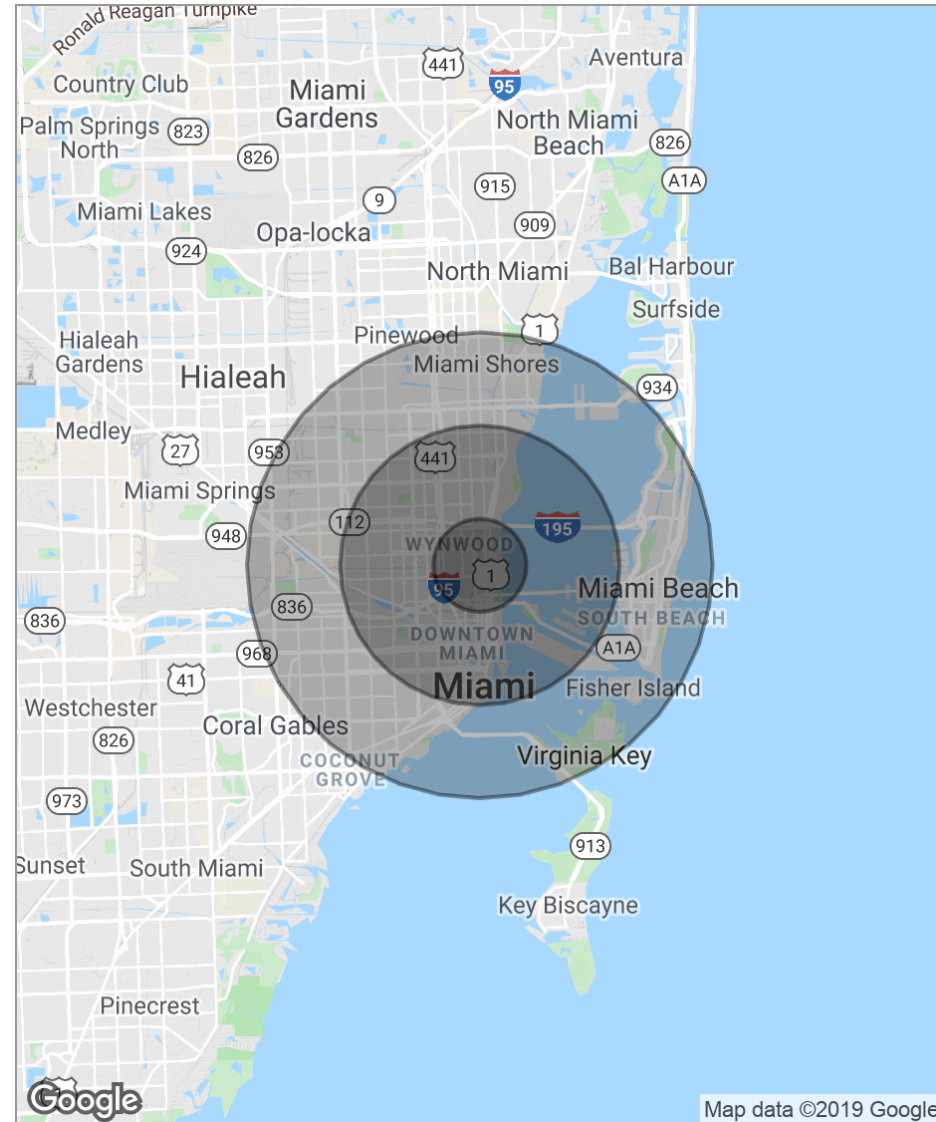 Ronald Reagan Turnpike
441
Aventura
Country Club
95
Miami
Gardens
North Miami
Beach
Palm Springs
North
823
826
826
915
A1A
9
Miami Lakes
909
Opa-locka
924
North Miami
Bal Harbour
Surfside
1
Pinewood
Hialeah
Gardens
Miami Shores
Hialeah
934
Medley
27
953
441
Miami Springs
112
195
948
WYNWOOD
1
95
Miami Beach
836
836
SOUTH BEACH
DOWNTOWN
MIAMI
968
A1A
41
Miami
Fisher Island
Westchester
Coral Gables
826
Virginia Key
COCONUT
GROVE
973
913
Sunset
South Miami
Key Biscayne
Pinecrest
Google
Map data ©2019 Google